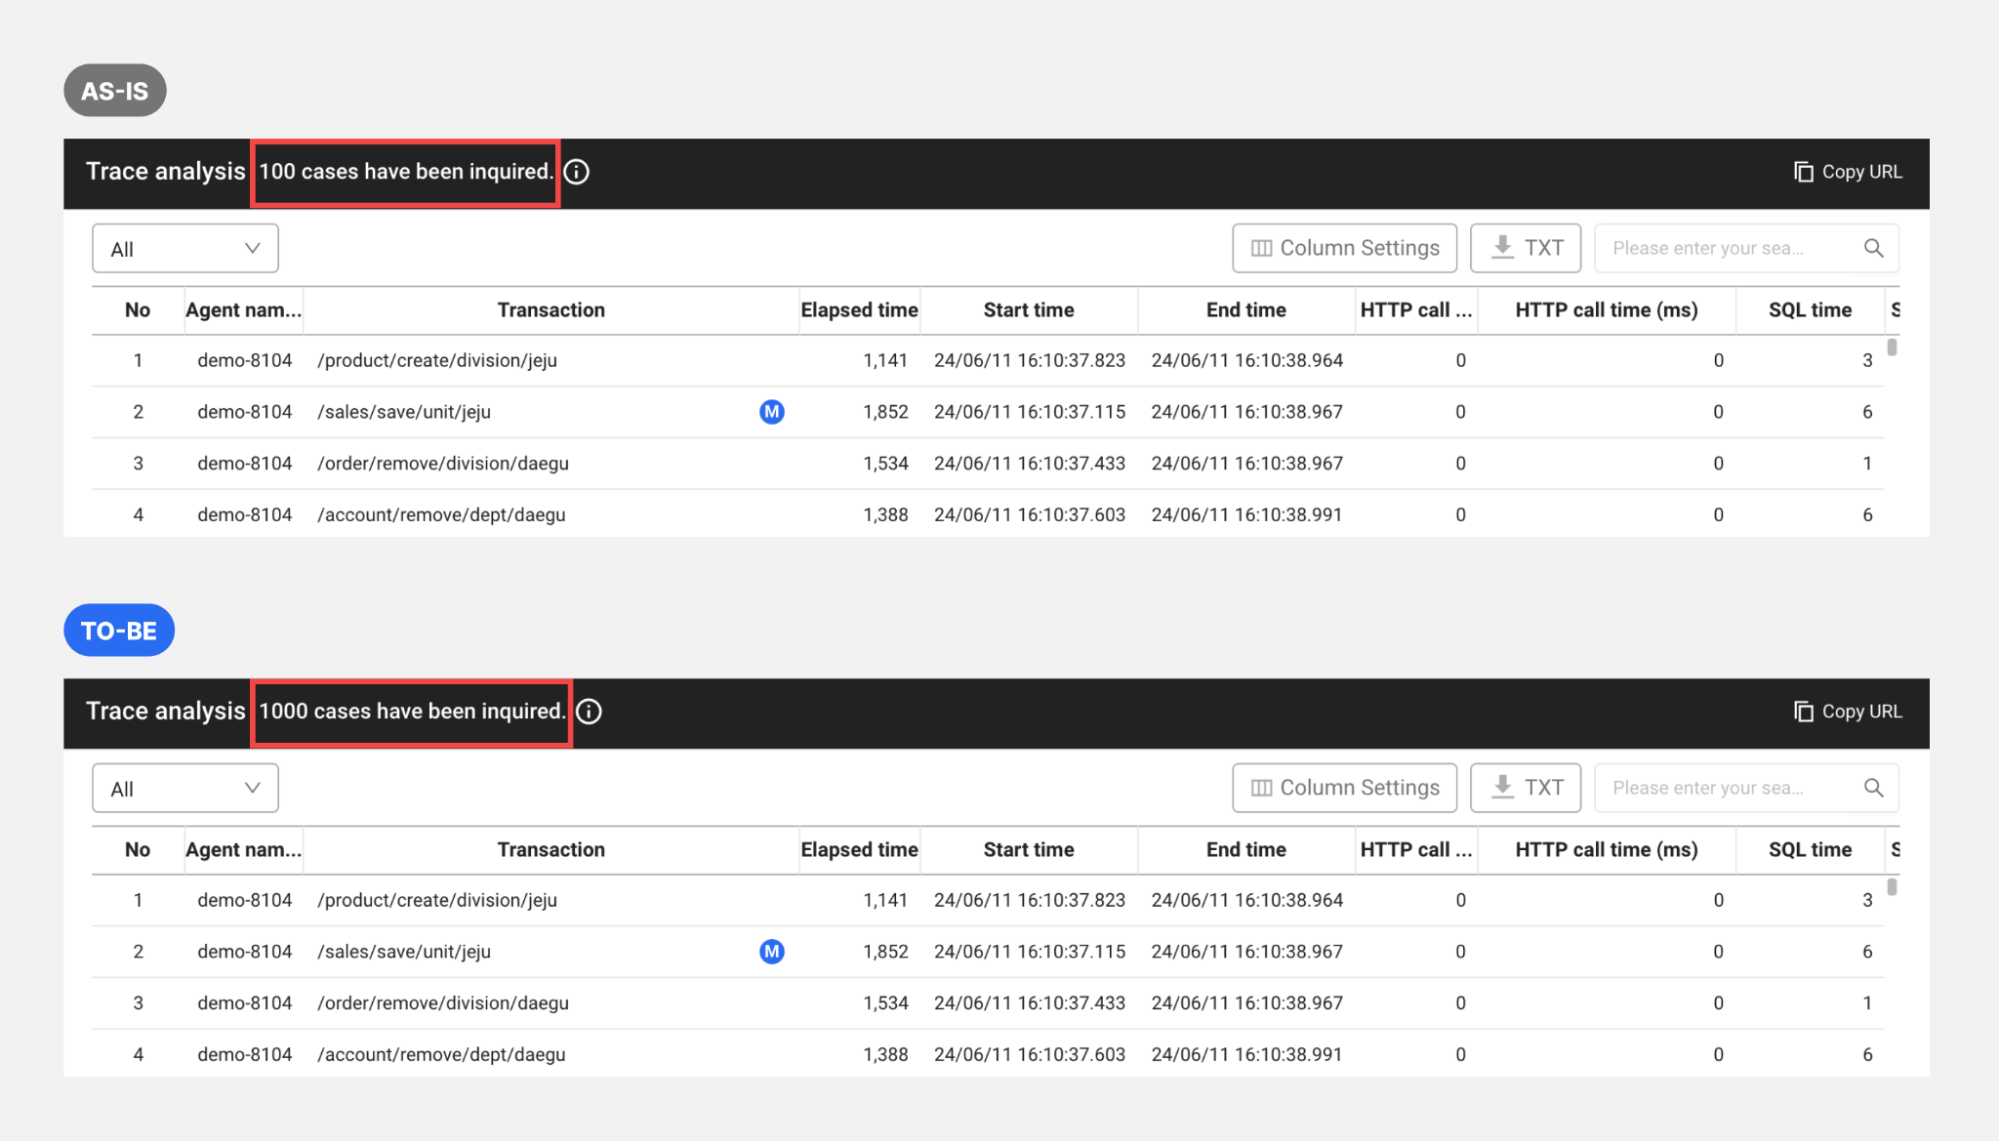 AS-IS
Trace analysis 100 cases have been inquired. Copy URL
All Column Settings TXT Please enter your sea...
No Agent nam... Transaction Elapsed time Start time End time HTTP call ... HTTP call time (ms) SQL time S
1 demo-8104 /product/create/division/jeju 1,141 24/06/11 16:10:37.823 24/06/11 16:10:38.964 0 0 3
2 demo-8104 /sales/save/unit/jeju M 1,852 24/06/11 16:10:37.115 24/06/11 16:10:38.967 0 0 6
3 demo-8104 /order/remove/division/daegu 1,534 24/06/11 16:10:37.433 24/06/11 16:10:38.967 0 0 1
4 demo-8104 /account/remove/dept/daegu 1,388 24/06/11 16:10:37.603 24/06/11 16:10:38.991 0 0 6
TO-BE
Trace analysis 1000 cases have been inquired. Copy URL
All Column Settings TXT Please enter your sea...
No Agent nam... Transaction Elapsed time Start time End time HTTP call ... HTTP call time (ms) SQL time S
1 demo-8104 /product/create/division/jeju 1,141 24/06/11 16:10:37.823 24/06/11 16:10:38.964 0 0 3
2 demo-8104 /sales/save/unit/jeju M 1,852 24/06/11 16:10:37.115 24/06/11 16:10:38.967 0 0 6
3 demo-8104 /order/remove/division/daegu 1,534 24/06/11 16:10:37.433 24/06/11 16:10:38.967 0 0 1
4 demo-8104 /account/remove/dept/daegu 1,388 24/06/11 16:10:37.603 24/06/11 16:10:38.991 0 0 6